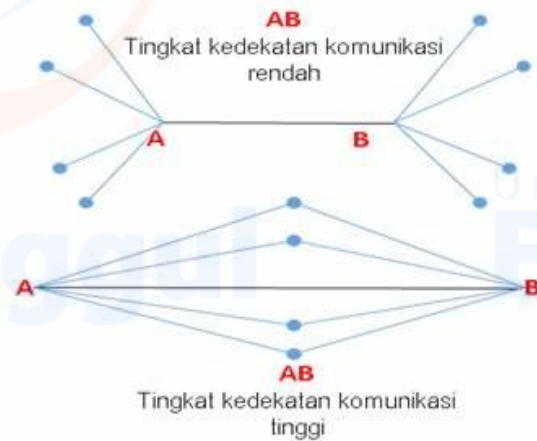 AB
Tingkat kedekatan komunikasi
rendah
A B
A B
AB
Tingkat kedekatan komunikasi
tinggi